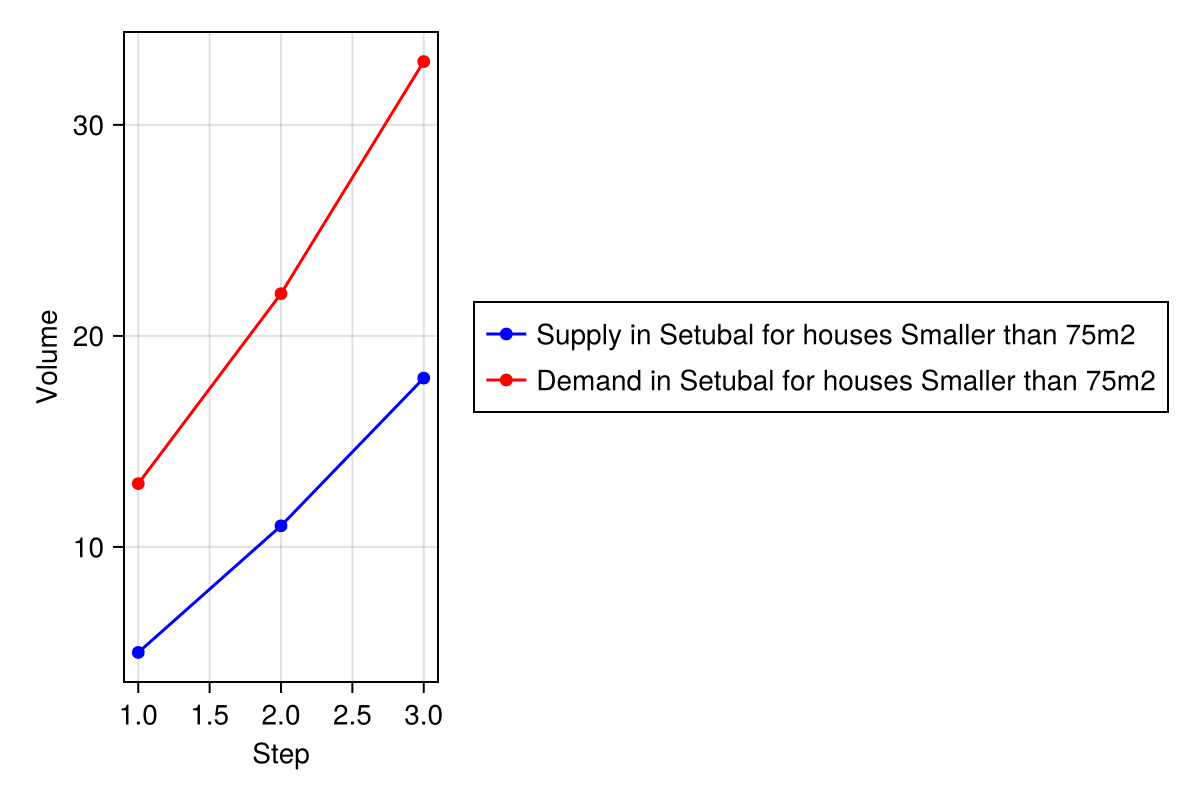 30
20
10
Volume
1.0 1.5 2.0 2.5 3.0
Step
Supply in Setubal for houses Smaller than 75m2
Demand in Setubal for houses Smaller than 75m2